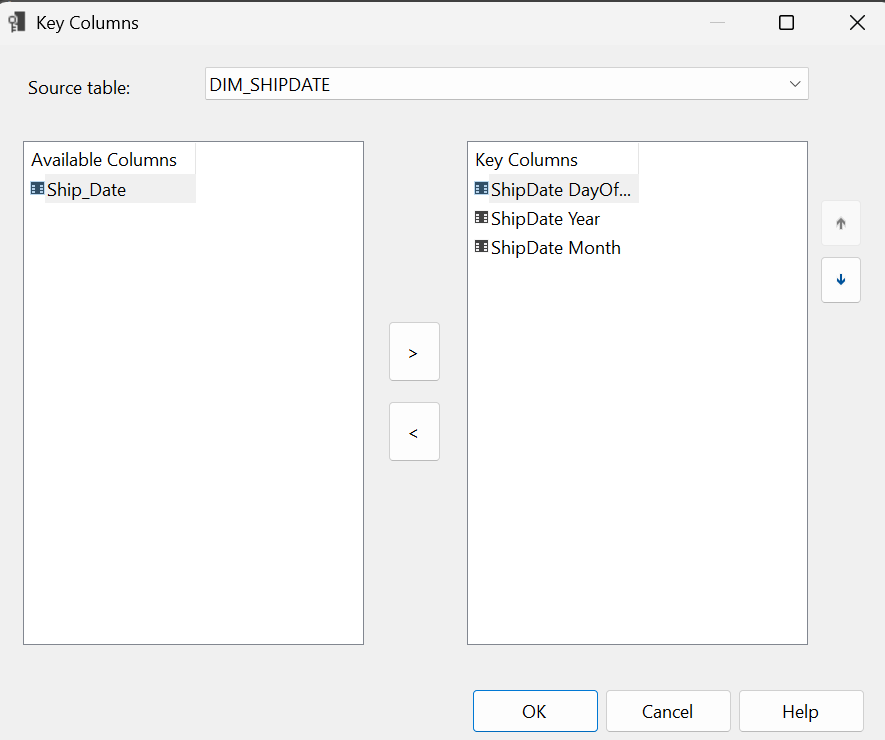 Key Columns
Source table:
DIM_SHIPDATE
Available Columns
Ship_Date
Key Columns
ShipDate DayOf...
ShipDate Year
ShipDate Month
>
<
OK
Cancel
Help